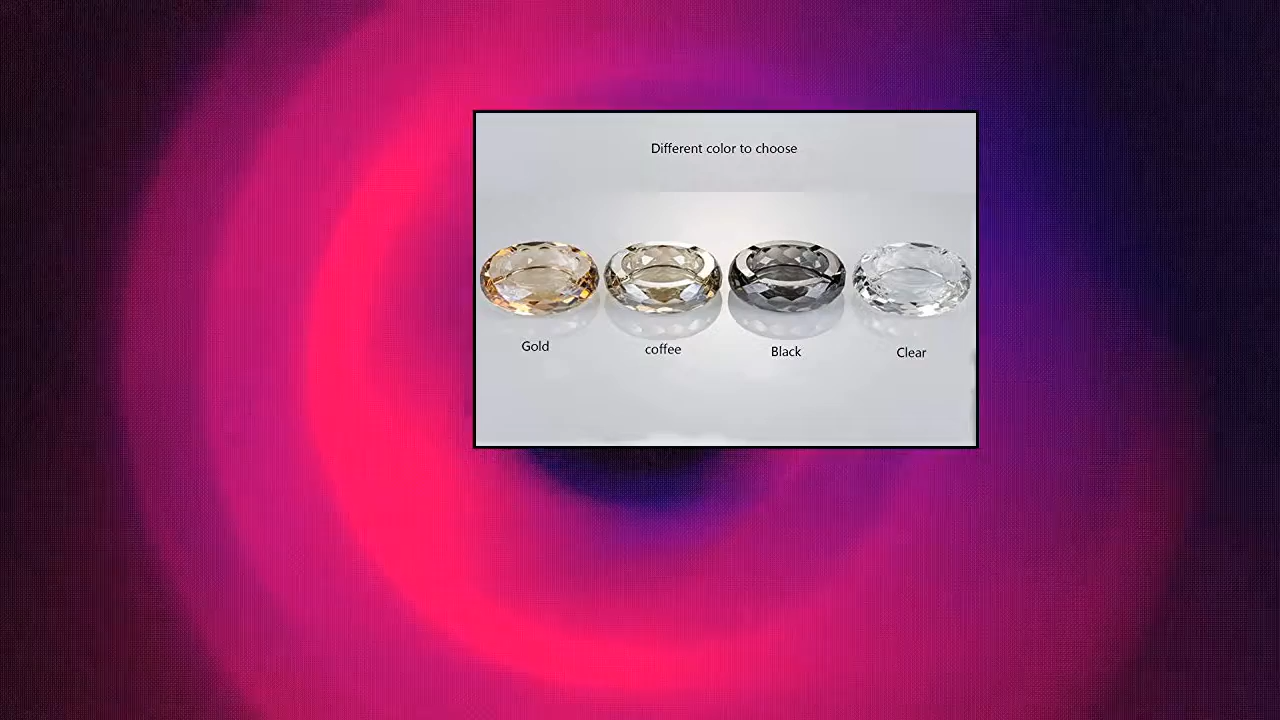 Different color to choose
Gold
coffee
Black
Clear